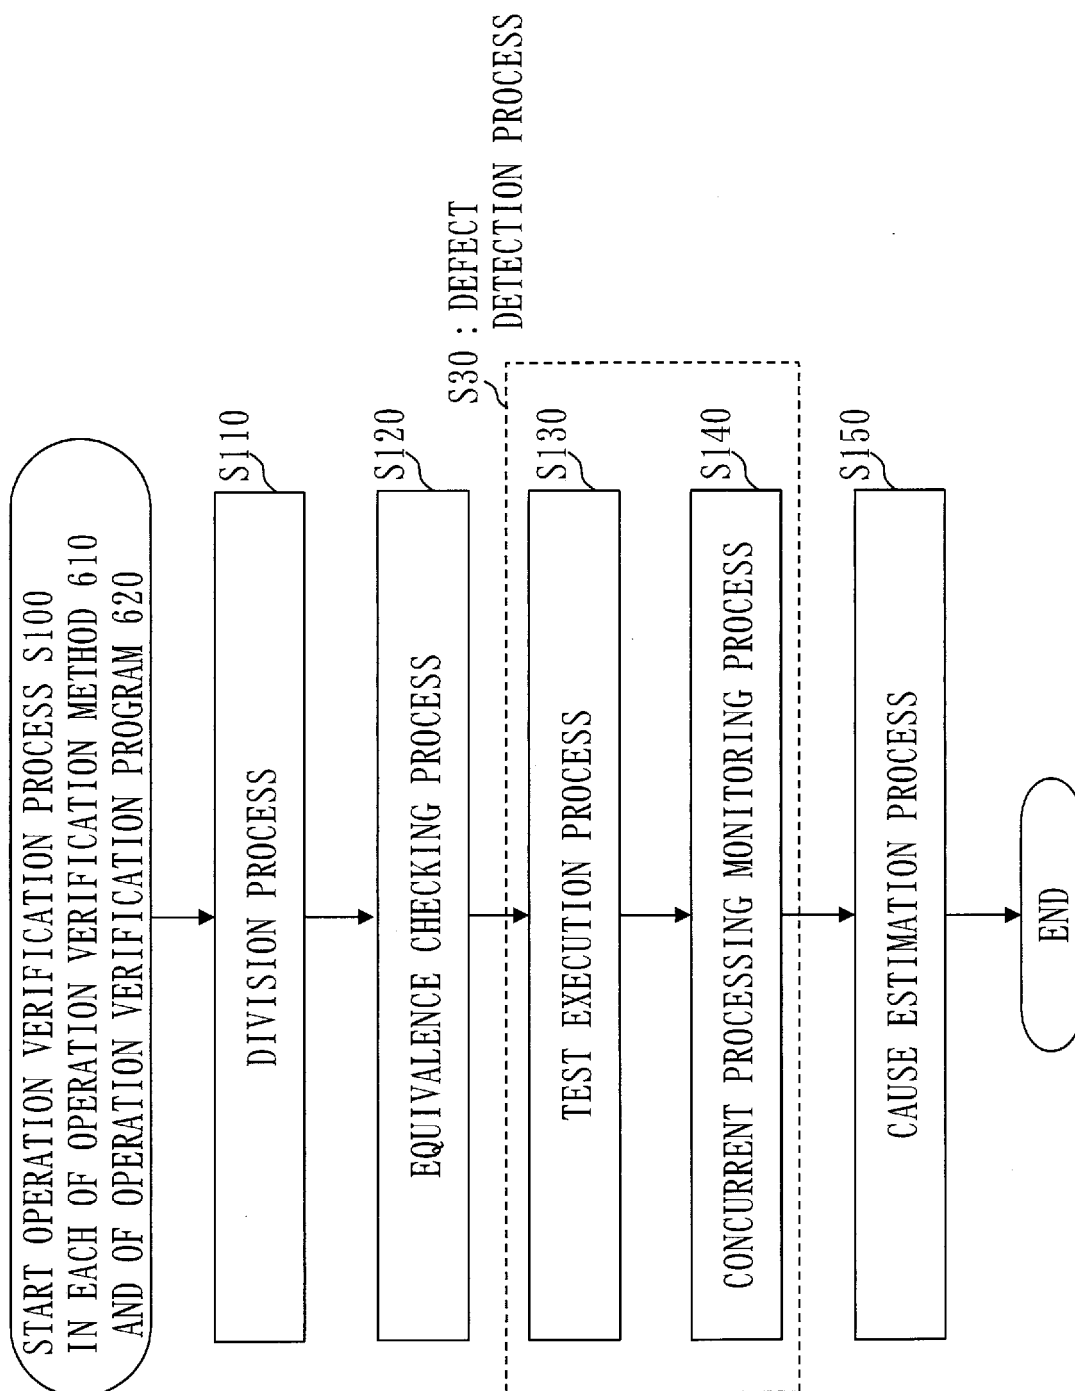 START OPERATION VERIFICATION PROCESS S100
IN EACH OF OPERATION VERIFICATION METHOD 610
AND OF OPERATION VERIFICATION PROGRAM 620
S110
DIVISION PROCESS
S120
EQUIVALENCE CHECKING PROCESS
S30 : DEFECT
DETECTION PROCESS
S130
TEST EXECUTION PROCESS
S140
CONCURRENT PROCESSING MONITORING PROCESS
S150
CAUSE ESTIMATION PROCESS
END